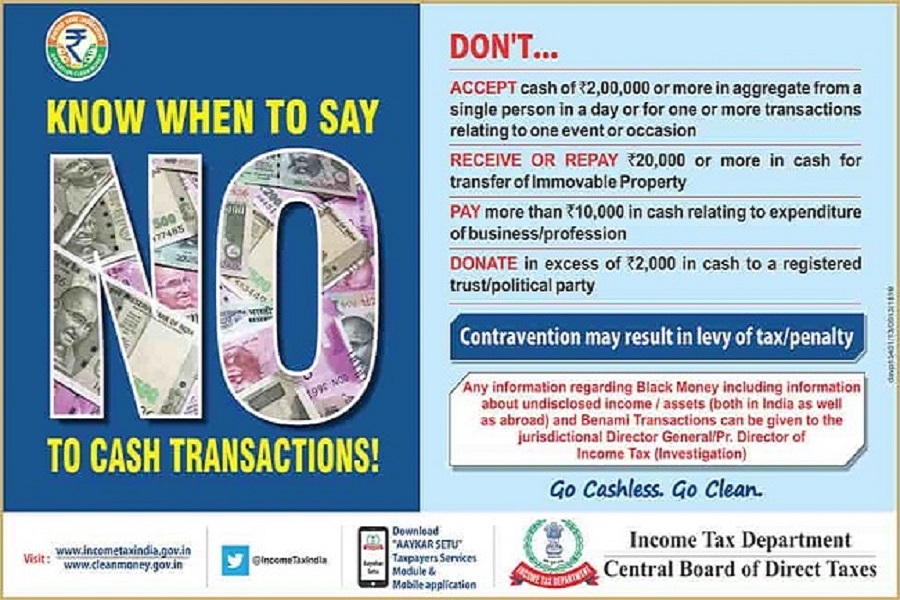 KNOW WHEN TO SAY
NO
TO CASH TRANSACTIONS!
DON'T...
ACCEPT cash of ₹2,00,000 or more in aggregate from a
single person in a day or for one or more transactions
relating to one event or occasion
RECEIVE OR REPAY ₹20,000 or more in cash for
transfer of Immovable Property
PAY more than ₹10,000 in cash relating to expenditure
of business/profession
DONATE in excess of ₹2,000 in cash to a registered
trust/political party
Contravention may result in levy of tax/penalty
Any information regarding Black Money including information
about undisclosed income / assets (both in India as well
as abroad) and Benami Transactions can be given to the
jurisdictional Director General/Pr. Director of
Income Tax (Investigation)
Go Cashless. Go Clean.
Visit :
www.incometaxindia.gov.in
www.cleanmoney.gov.in
@IncomeTaxIndia
Aaykar
Setu
Download
"AAYKAR SETU"
Taxpayers Services
Module &
Mobile application
INCOME TAX DEPARTMENT
Income Tax Department
Central Board of Direct Taxes